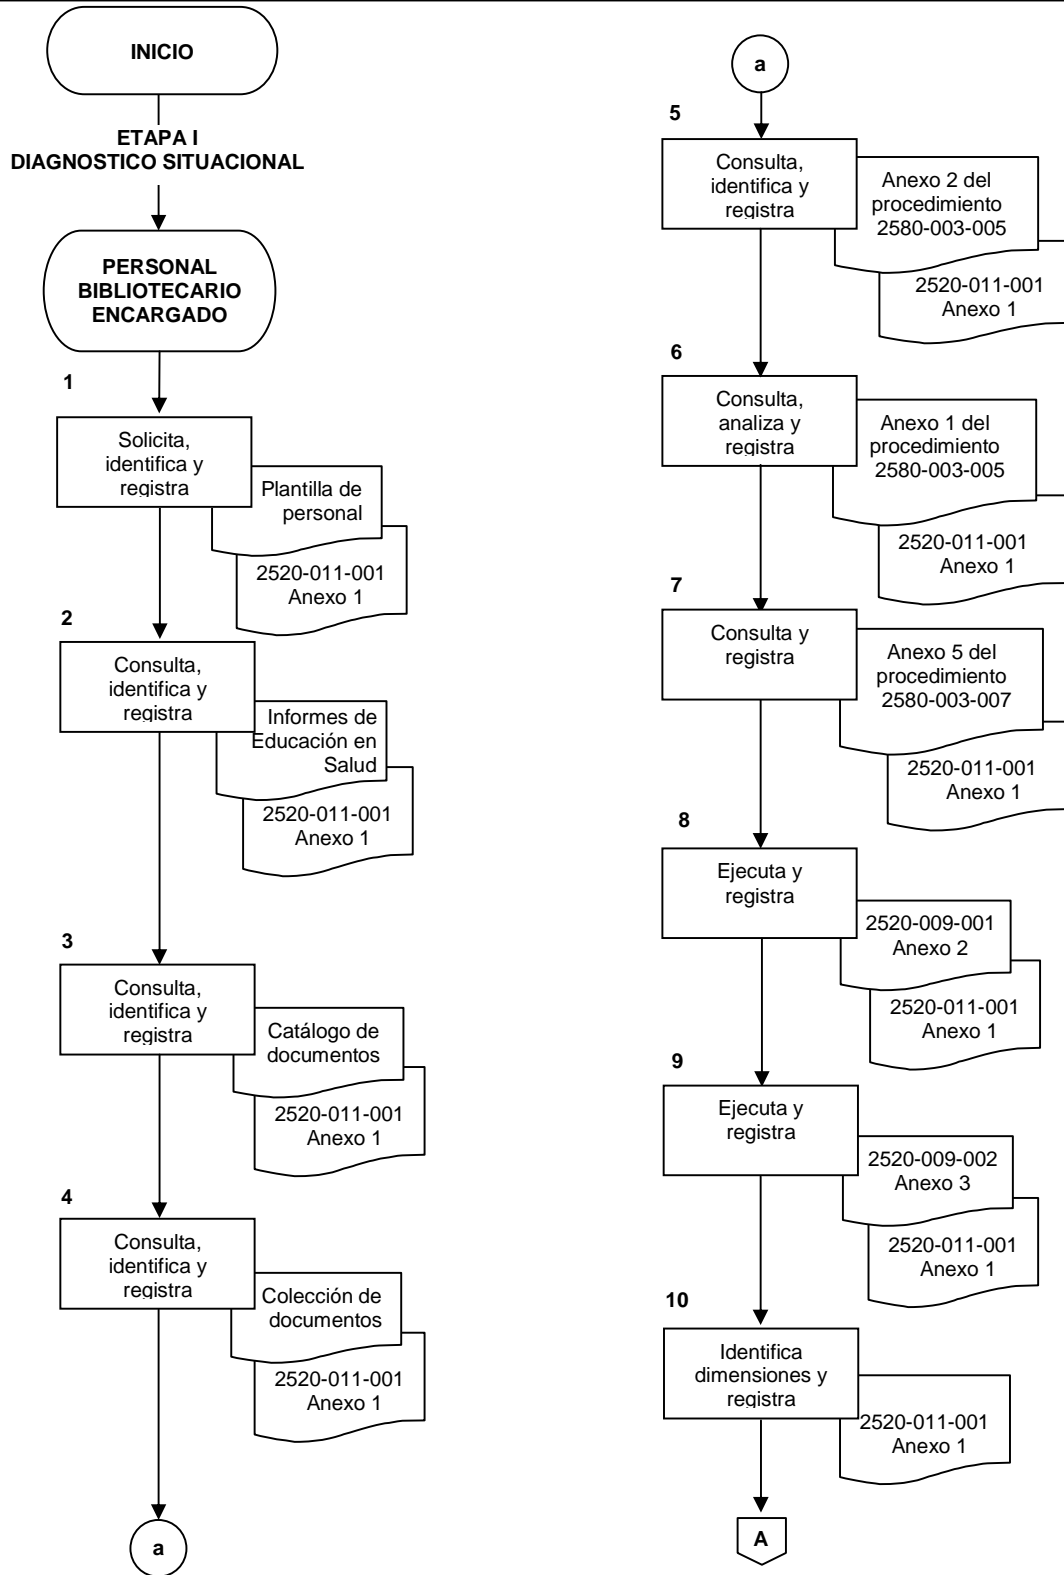 INICIO
ETAPA I
DIAGNOSTICO SITUACIONAL
PERSONAL
BIBLIOTECARIO
ENCARGADO
1
Solicita,
identifica y
registra
Plantilla de
personal
2520-011-001
Anexo 1
2
Consulta,
identifica y
registra
Informes de
Educación en
Salud
2520-011-001
Anexo 1
3
Consulta,
identifica y
registra
Catálogo de
documentos
2520-011-001
Anexo 1
4
Consulta,
identifica y
registra
Colección de
documentos
2520-011-001
Anexo 1
a
a
5
Consulta,
identifica y
registra
Anexo 2 del
procedimiento
2580-003-005
2520-011-001
Anexo 1
6
Consulta,
analiza y
registra
Anexo 1 del
procedimiento
2580-003-005
2520-011-001
Anexo 1
7
Consulta y
registra
Anexo 5 del
procedimiento
2580-003-007
2520-011-001
Anexo 1
8
Ejecuta y
registra
2520-009-001
Anexo 2
2520-011-001
Anexo 1
9
Ejecuta y
registra
2520-009-002
Anexo 3
2520-011-001
Anexo 1
10
Identifica
dimensiones y
registra
2520-011-001
Anexo 1
A